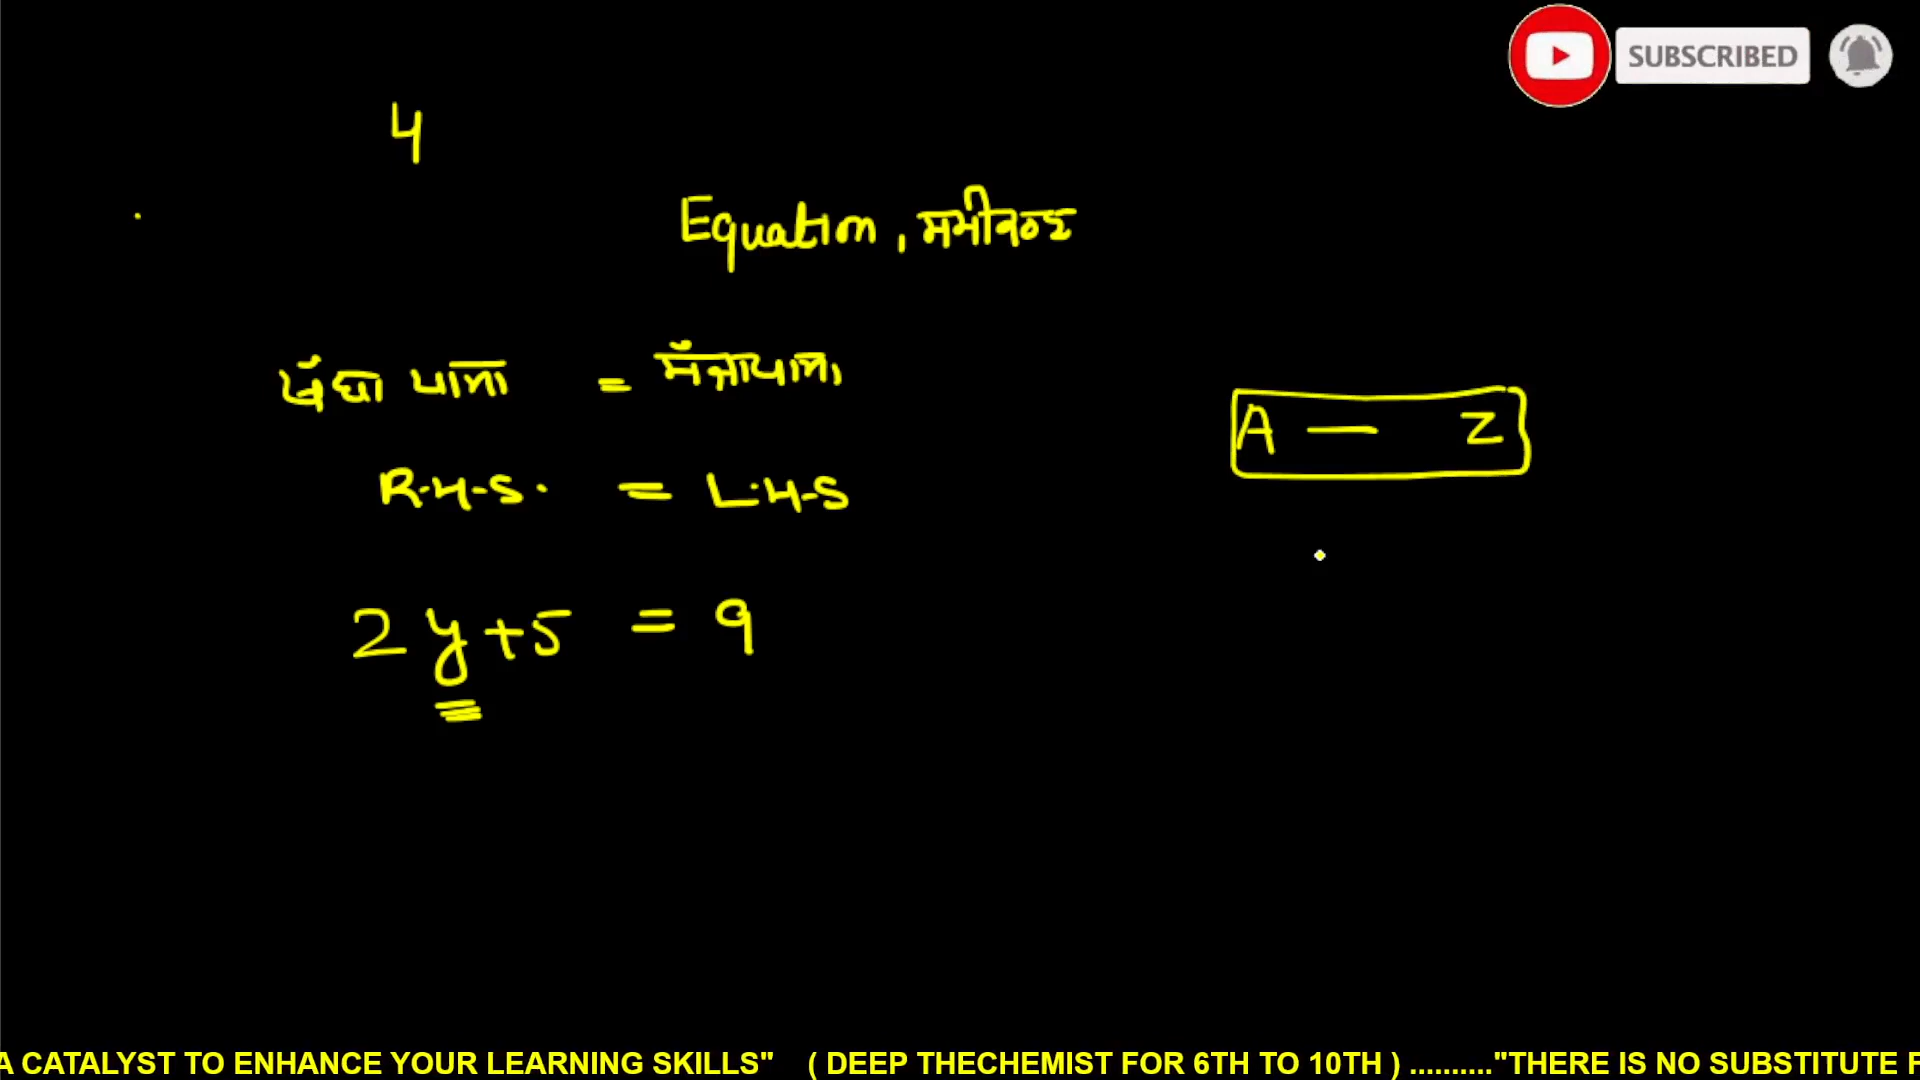 SUBSCRIBED
4
Equation, ਸਮੀਕਰਣ
ਖੱਬਾ ਪਾਸਾ = ਸੱਜਾ ਪਾਸਾ
R.H.S. = L.H.S
A — Z
2y+5 = 9
A CATALYST TO ENHANCE YOUR LEARNING SKILLS" ( DEEP THECHEMIST FOR 6TH TO 10TH ) .........."THERE IS NO SUBSTITUTE F